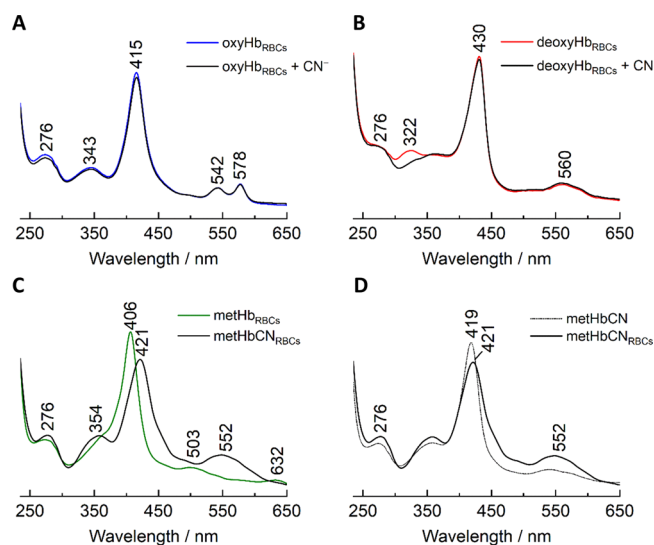 A
415
oxyHbRBCs
oxyHbRBCs + CN−
276
343
542
578
250 350 450 550 650
Wavelength / nm
B
430
deoxyHbRBCs
deoxyHbRBCs + CN
276
322
560
250 350 450 550 650
Wavelength / nm
C
406
421
metHbRBCs
metHbCNRBCs
276
354
503
552
632
250 350 450 550 650
Wavelength / nm
D
419
421
metHbCN
metHbCNRBCs
276
552
250 350 450 550 650
Wavelength / nm